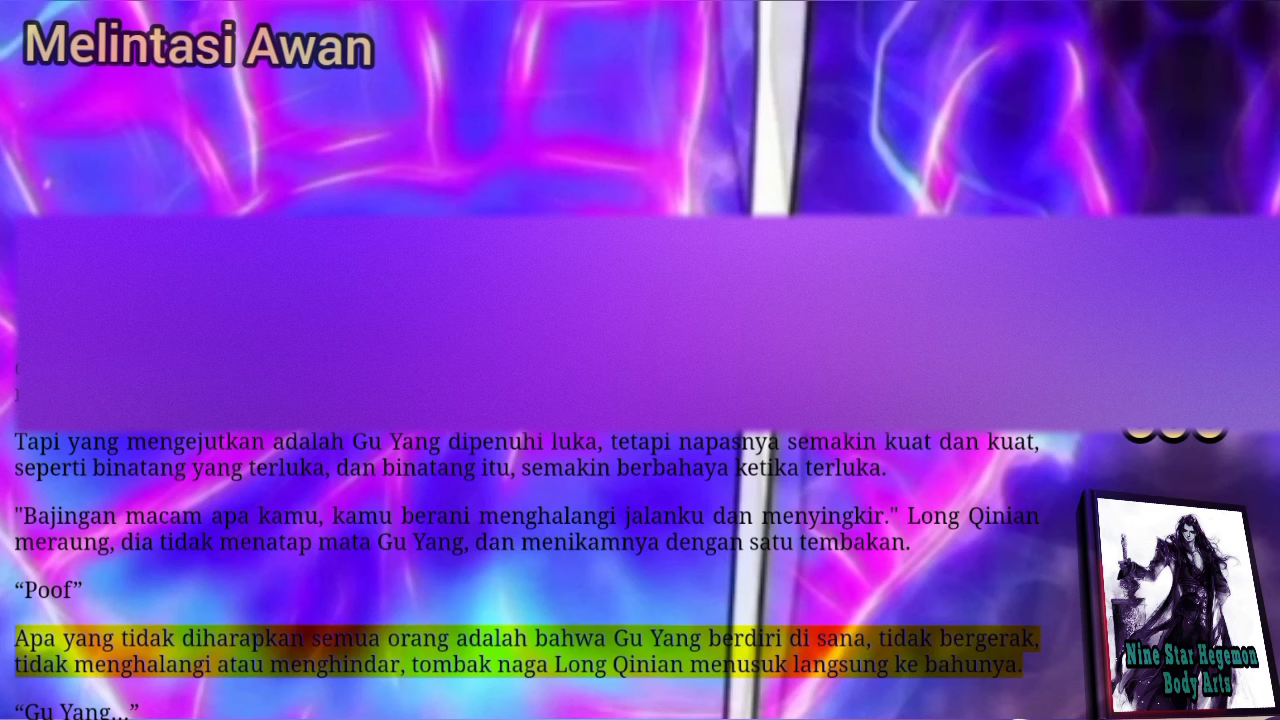 Melintasi Awan
Tapi yang mengejutkan adalah Gu Yang dipenuhi luka, tetapi napasnya semakin kuat dan kuat,
seperti binatang yang terluka, dan binatang itu, semakin berbahaya ketika terluka.
"Bajingan macam apa kamu, kamu berani menghalangi jalanku dan menyingkir." Long Qinian
meraung, dia tidak menatap mata Gu Yang, dan menikamnya dengan satu tembakan.
“Poof”
Apa yang tidak diharapkan semua orang adalah bahwa Gu Yang berdiri di sana, tidak bergerak,
tidak menghalangi atau menghindar, tombak naga Long Qinian menusuk langsung ke bahunya.
“Gu Yang...”
Nine Star Hegemon
Body Arts